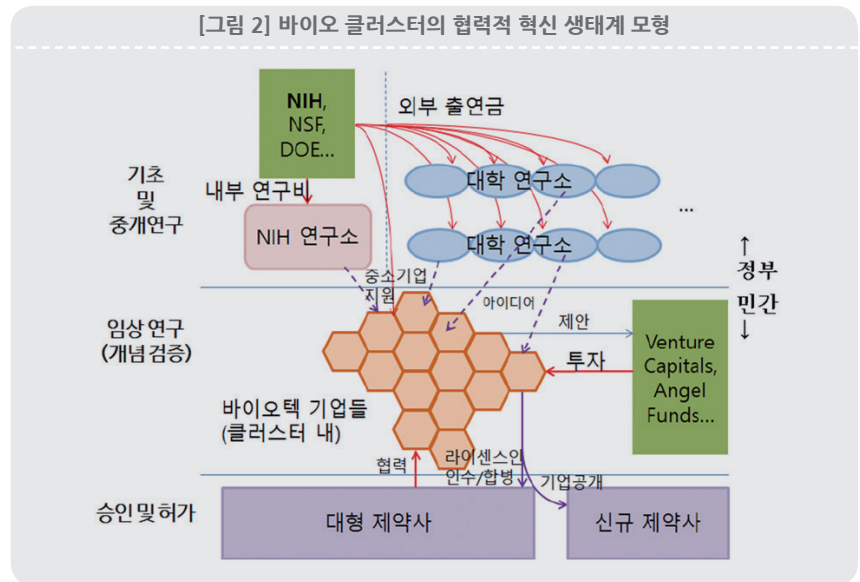 [그림 2] 바이오 클러스터의 협력적 혁신 생태계 모형
NIH,
NSF,
DOE...
외부 출연금
기초
및
중개연구
내부 연구비
NIH 연구소
대학 연구소
대학 연구소
...
↑
정부
민간
↓
중소기업
지원
아이디어
제안
임상 연구
(개념 검증)
투자
Venture
Capitals,
Angel
Funds...
바이오텍 기업들
(클러스터 내)
협력
라이센스인
인수/합병
기업공개
승인 및 허가
대형 제약사
신규 제약사